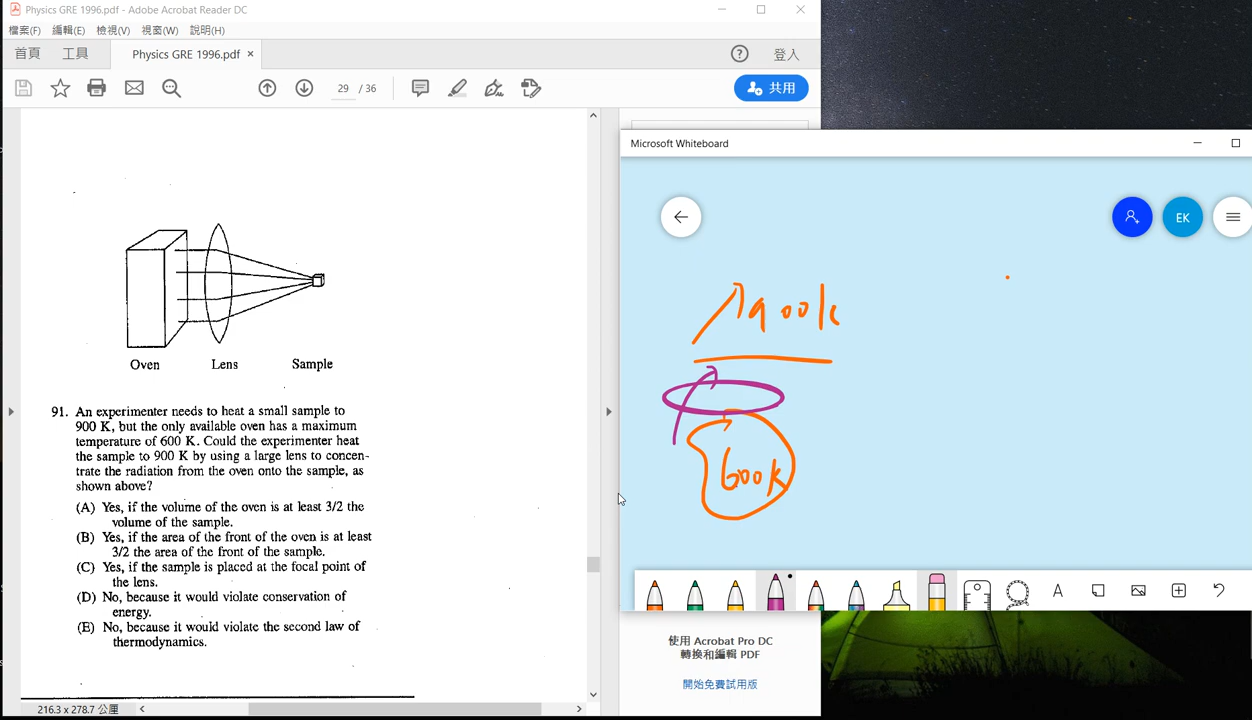 Physics GRE 1996.pdf - Adobe Acrobat Reader DC
檔案(F) 編輯(E) 檢視(V) 視窗(W) 說明(H)
首頁 工具 Physics GRE 1996.pdf × 登入
29 / 36 共用
Microsoft Whiteboard
EK
900k
600k
Oven Lens Sample
91. An experimenter needs to heat a small sample to
900 K, but the only available oven has a maximum
temperature of 600 K. Could the experimenter heat
the sample to 900 K by using a large lens to concen-
trate the radiation from the oven onto the sample, as
shown above?
(A) Yes, if the volume of the oven is at least 3/2 the
volume of the sample.
(B) Yes, if the area of the front of the oven is at least
3/2 the area of the front of the sample.
(C) Yes, if the sample is placed at the focal point of
the lens.
(D) No, because it would violate conservation of
energy.
(E) No, because it would violate the second law of
thermodynamics.
使用 Acrobat Pro DC
轉換和編輯 PDF
開始免費試用版
216.3 x 278.7 公厘